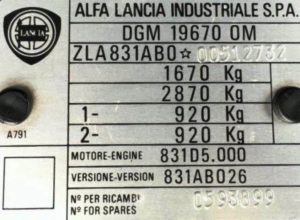 ALFA LANCIA INDUSTRIALE S.P.A.
LANCIA
DGM 19670 OM
ZLA831AB0☆00512732
1670 Kg
2870 Kg
1- 920 Kg
2- 920 Kg
A791
MOTORE-ENGINE 831D5.000
VERSIONE-VERSION 831AB026
Nº PER RICAMBI
Nº FOR SPARES 0593899